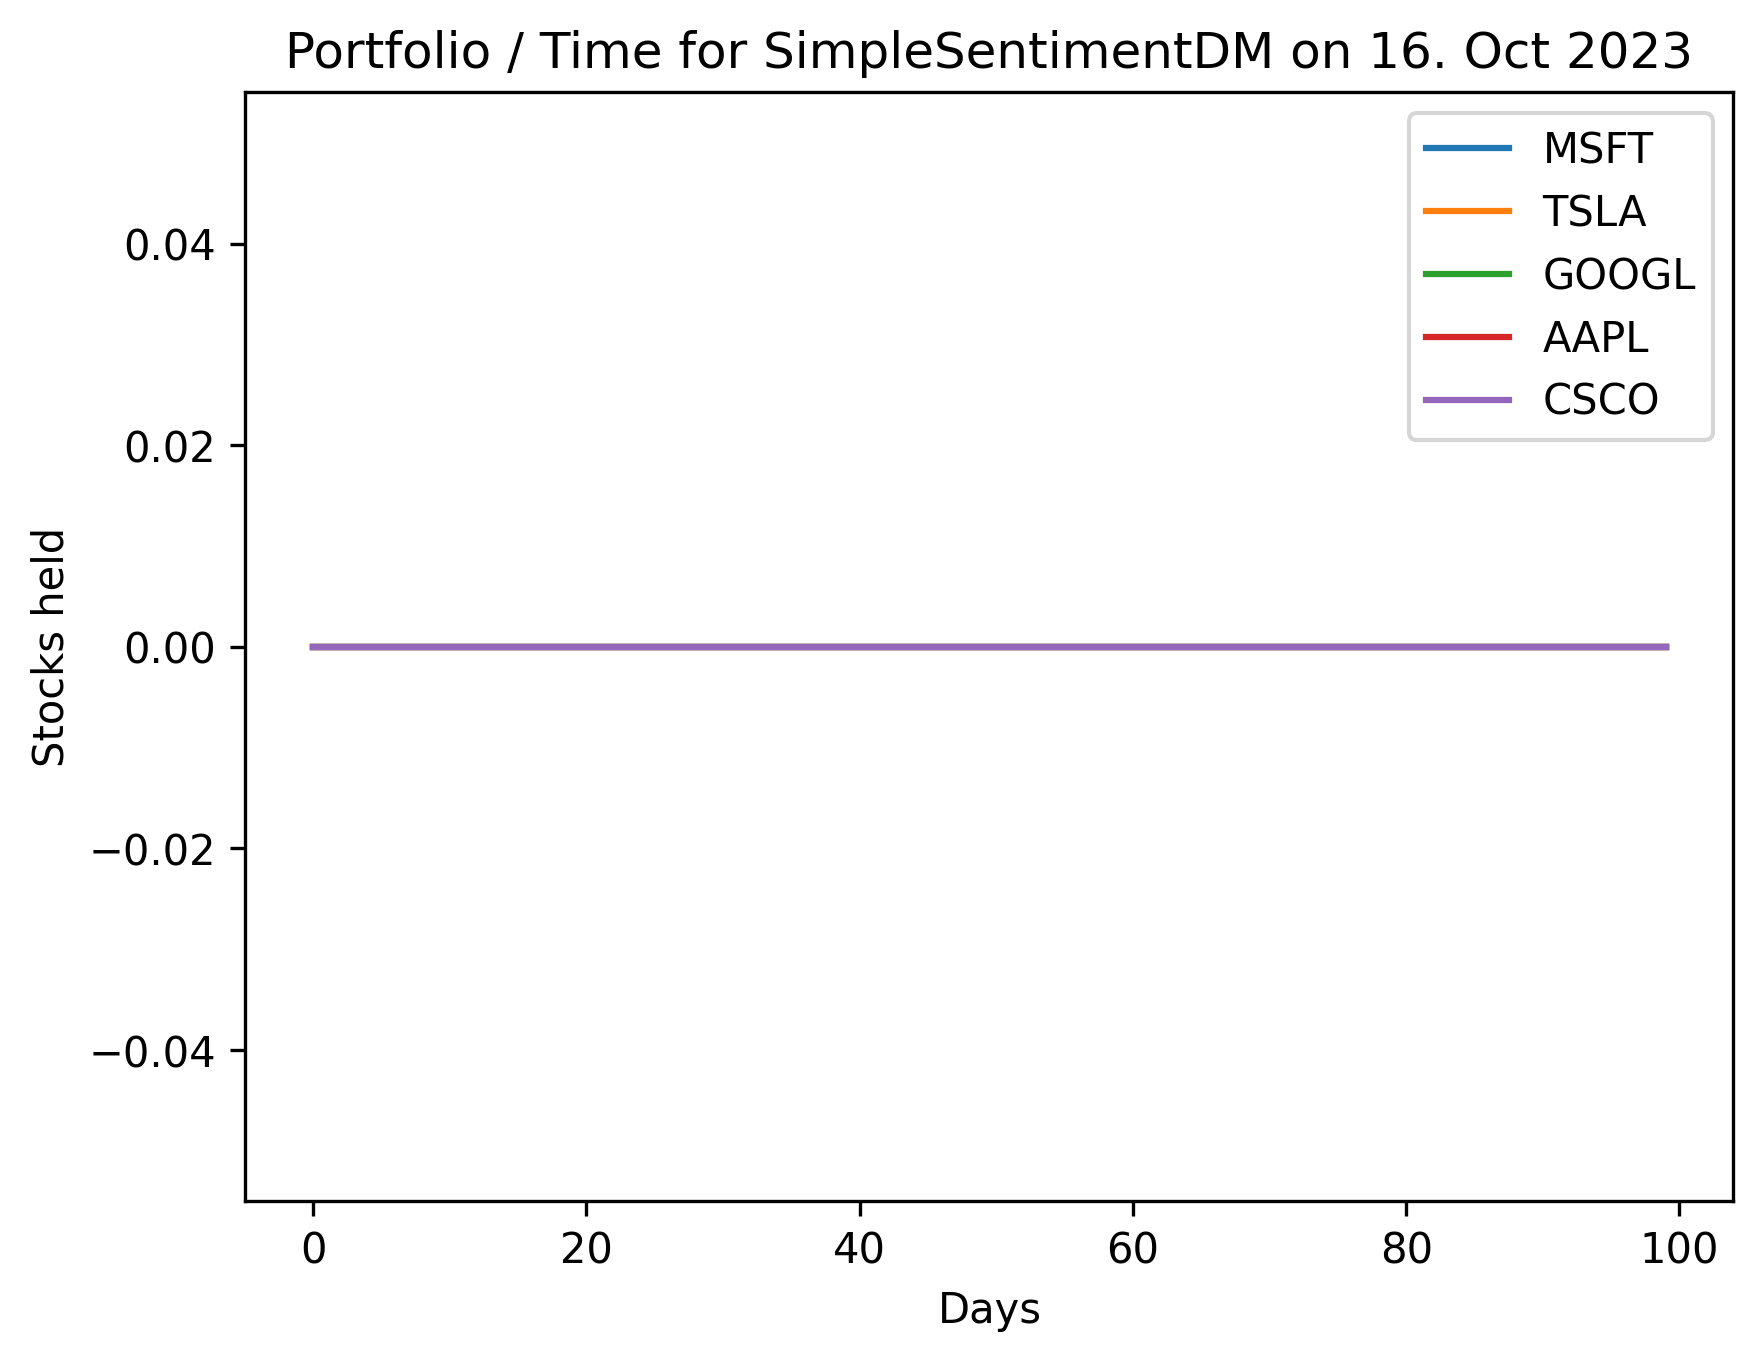 Portfolio / Time for SimpleSentimentDM on 16. Oct 2023
MSFT
TSLA
GOOGL
AAPL
CSCO
0.04
0.02
0.00
−0.02
−0.04
Stocks held
0 20 40 60 80 100
Days